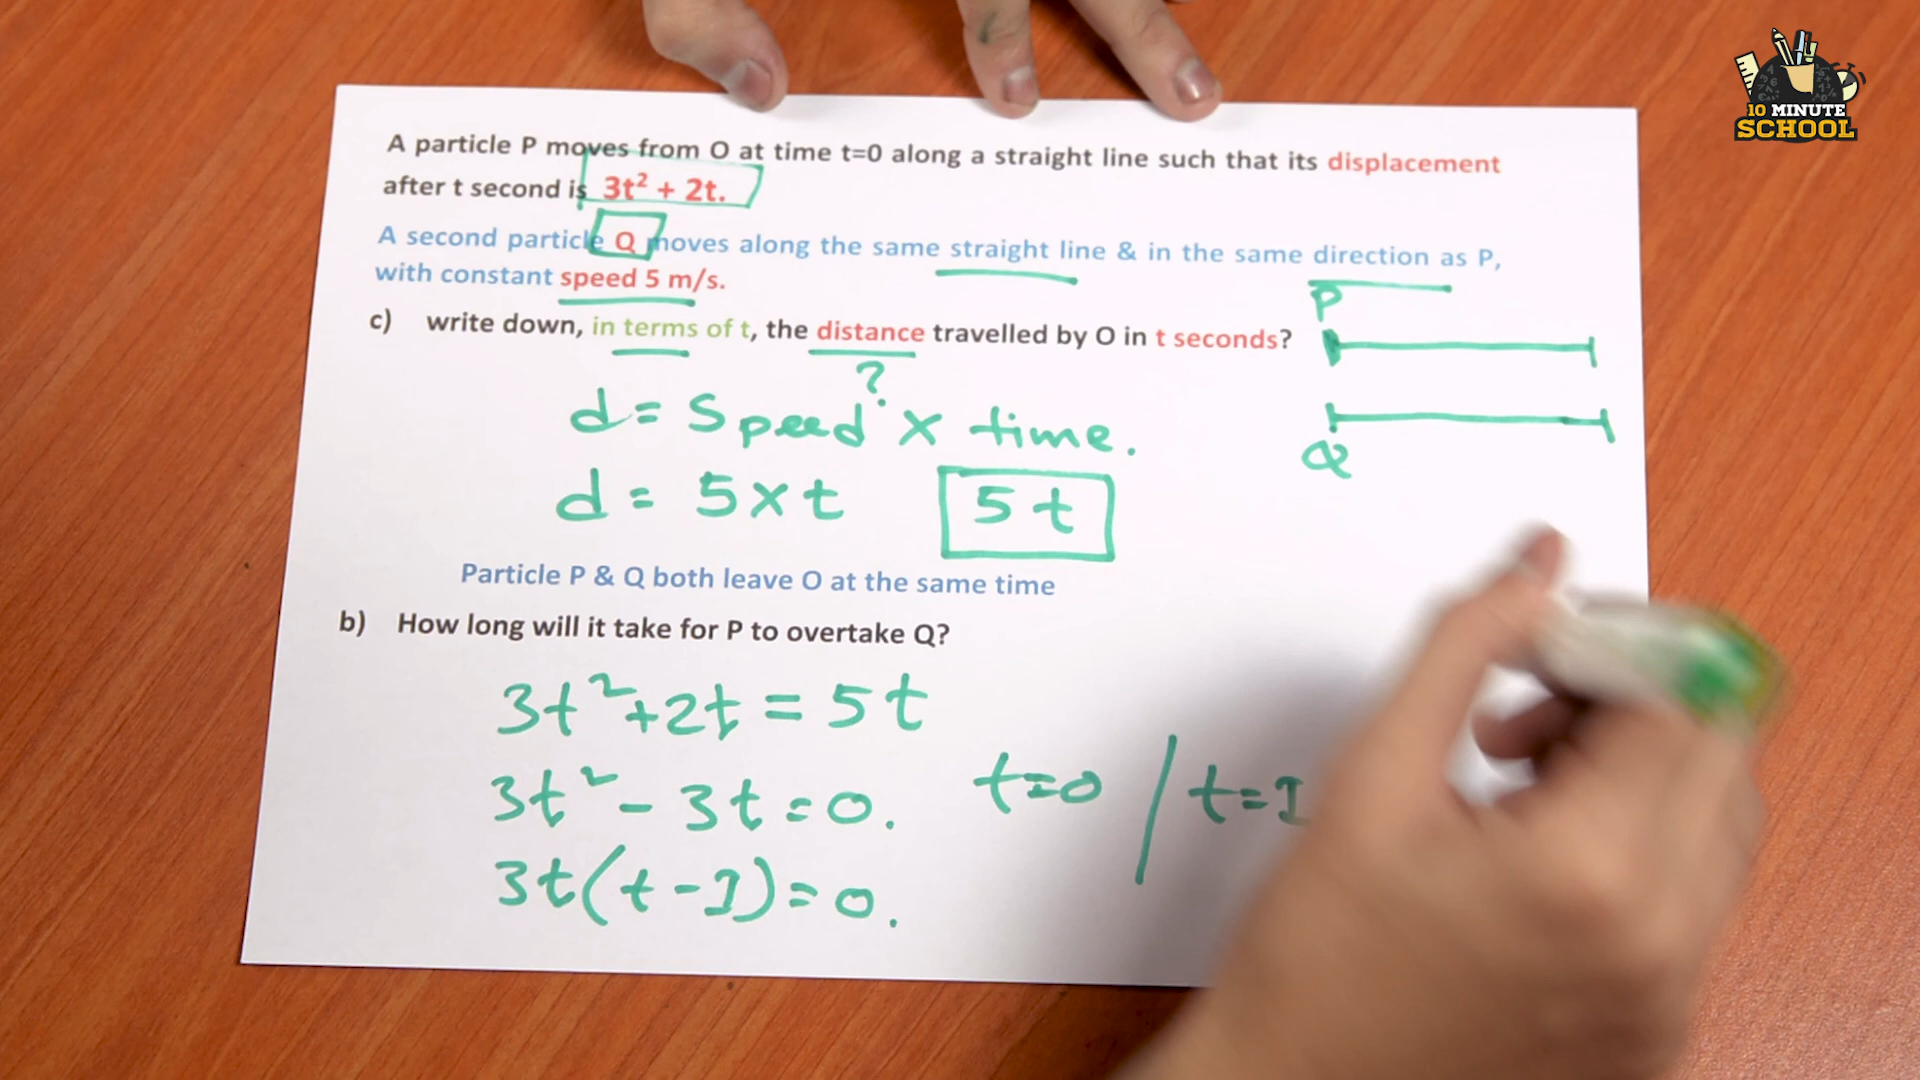 10 MINUTE
SCHOOL
A particle P moves from O at time t=0 along a straight line such that its displacement
after t second is 3t² + 2t.
A second particle Q moves along the same straight line & in the same direction as P,
with constant speed 5 m/s.
P
c) write down, in terms of t, the distance travelled by O in t seconds?
?
d = Speed × time.
Q
d = 5×t 5t
Particle P & Q both leave O at the same time
b) How long will it take for P to overtake Q?
3t²+2t = 5t
3t² - 3t = 0. t=0 / t=1
3t(t-1)=0.